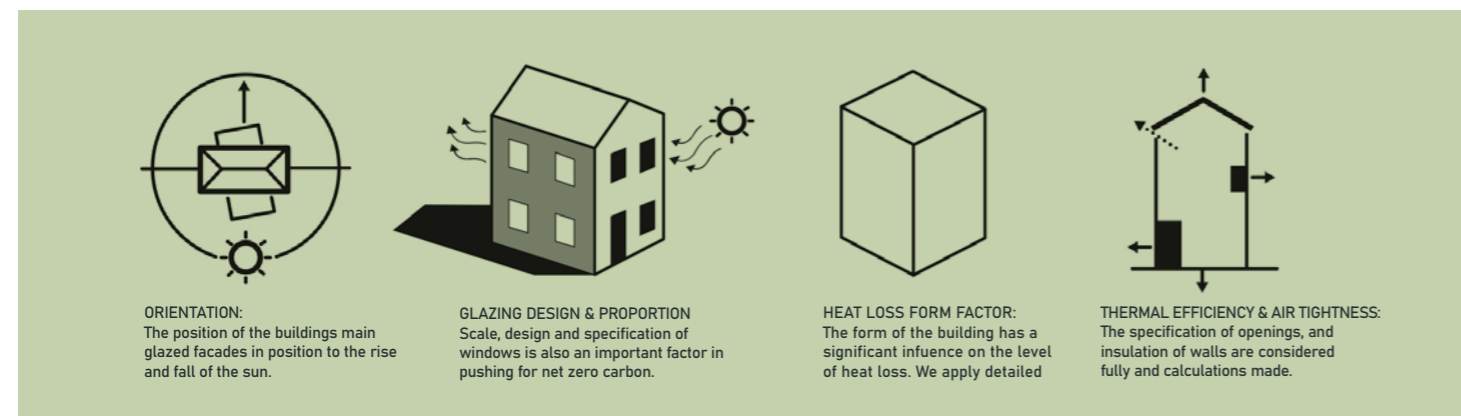 ORIENTATION:
The position of the buildings main
glazed facades in position to the rise
and fall of the sun.
GLAZING DESIGN & PROPORTION
Scale, design and specification of
windows is also an important factor in
pushing for net zero carbon.
HEAT LOSS FORM FACTOR:
The form of the building has a
significant infuence on the level
of heat loss. We apply detailed
THERMAL EFFICIENCY & AIR TIGHTNESS:
The specification of openings, and
insulation of walls are considered
fully and calculations made.